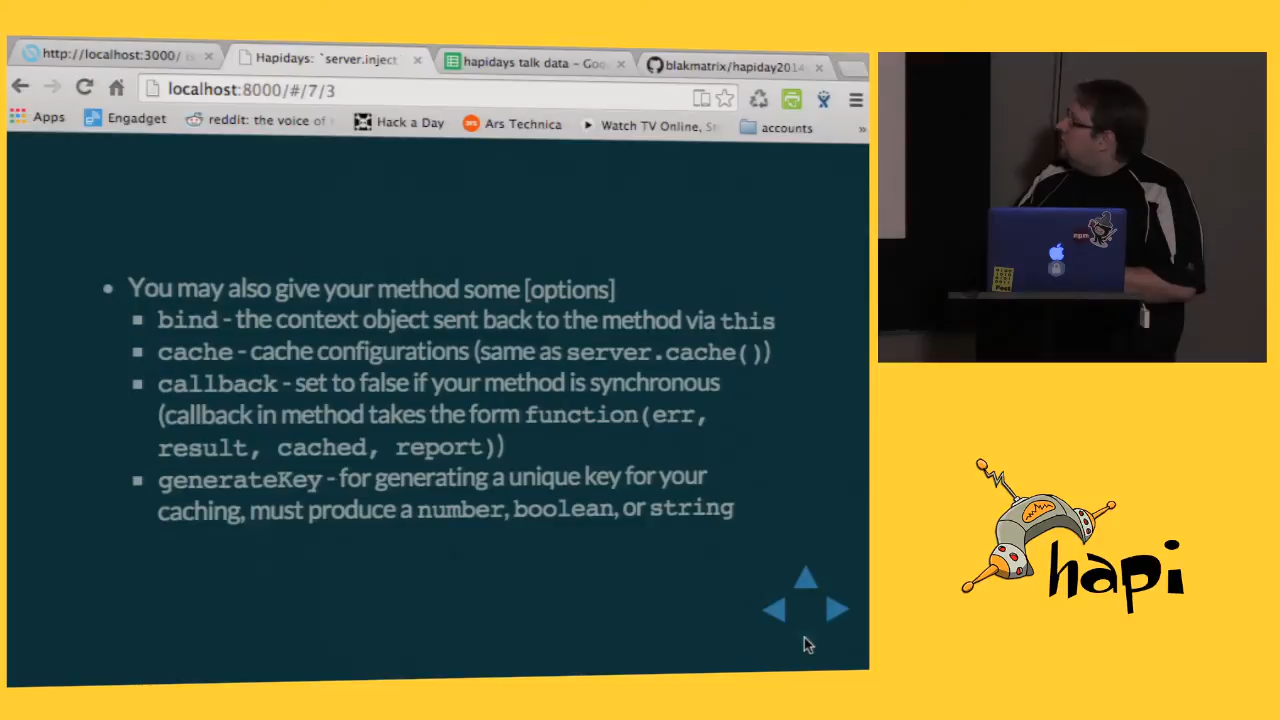 http://localhost:3000/
Hapidays: `server.inject
hapidays talk data - Goo
blakmatrix/hapiday2014
localhost:8000/#/7/3
Apps
Engadget
reddit: the voice of
Hack a Day
ars
Ars Technica
Watch TV Online, S
accounts
»
• You may also give your method some [options]
▪ bind - the context object sent back to the method via this
▪ cache - cache configurations (same as server.cache())
▪ callback - set to false if your method is synchronous
(callback in method takes the form function(err,
result, cached, report))
▪ generateKey - for generating a unique key for your
caching, must produce a number, boolean, or string
npm
hapi